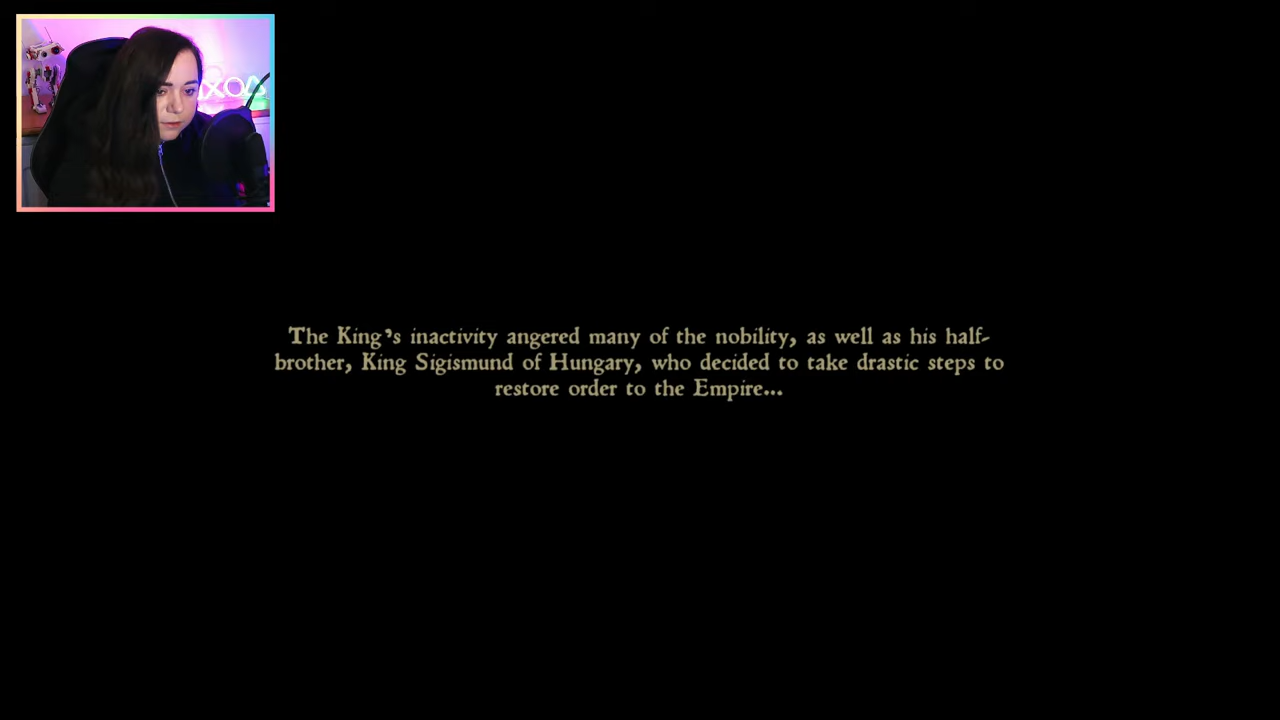 The King's inactivity angered many of the nobility, as well as his half-
brother, King Sigismund of Hungary, who decided to take drastic steps to
restore order to the Empire...